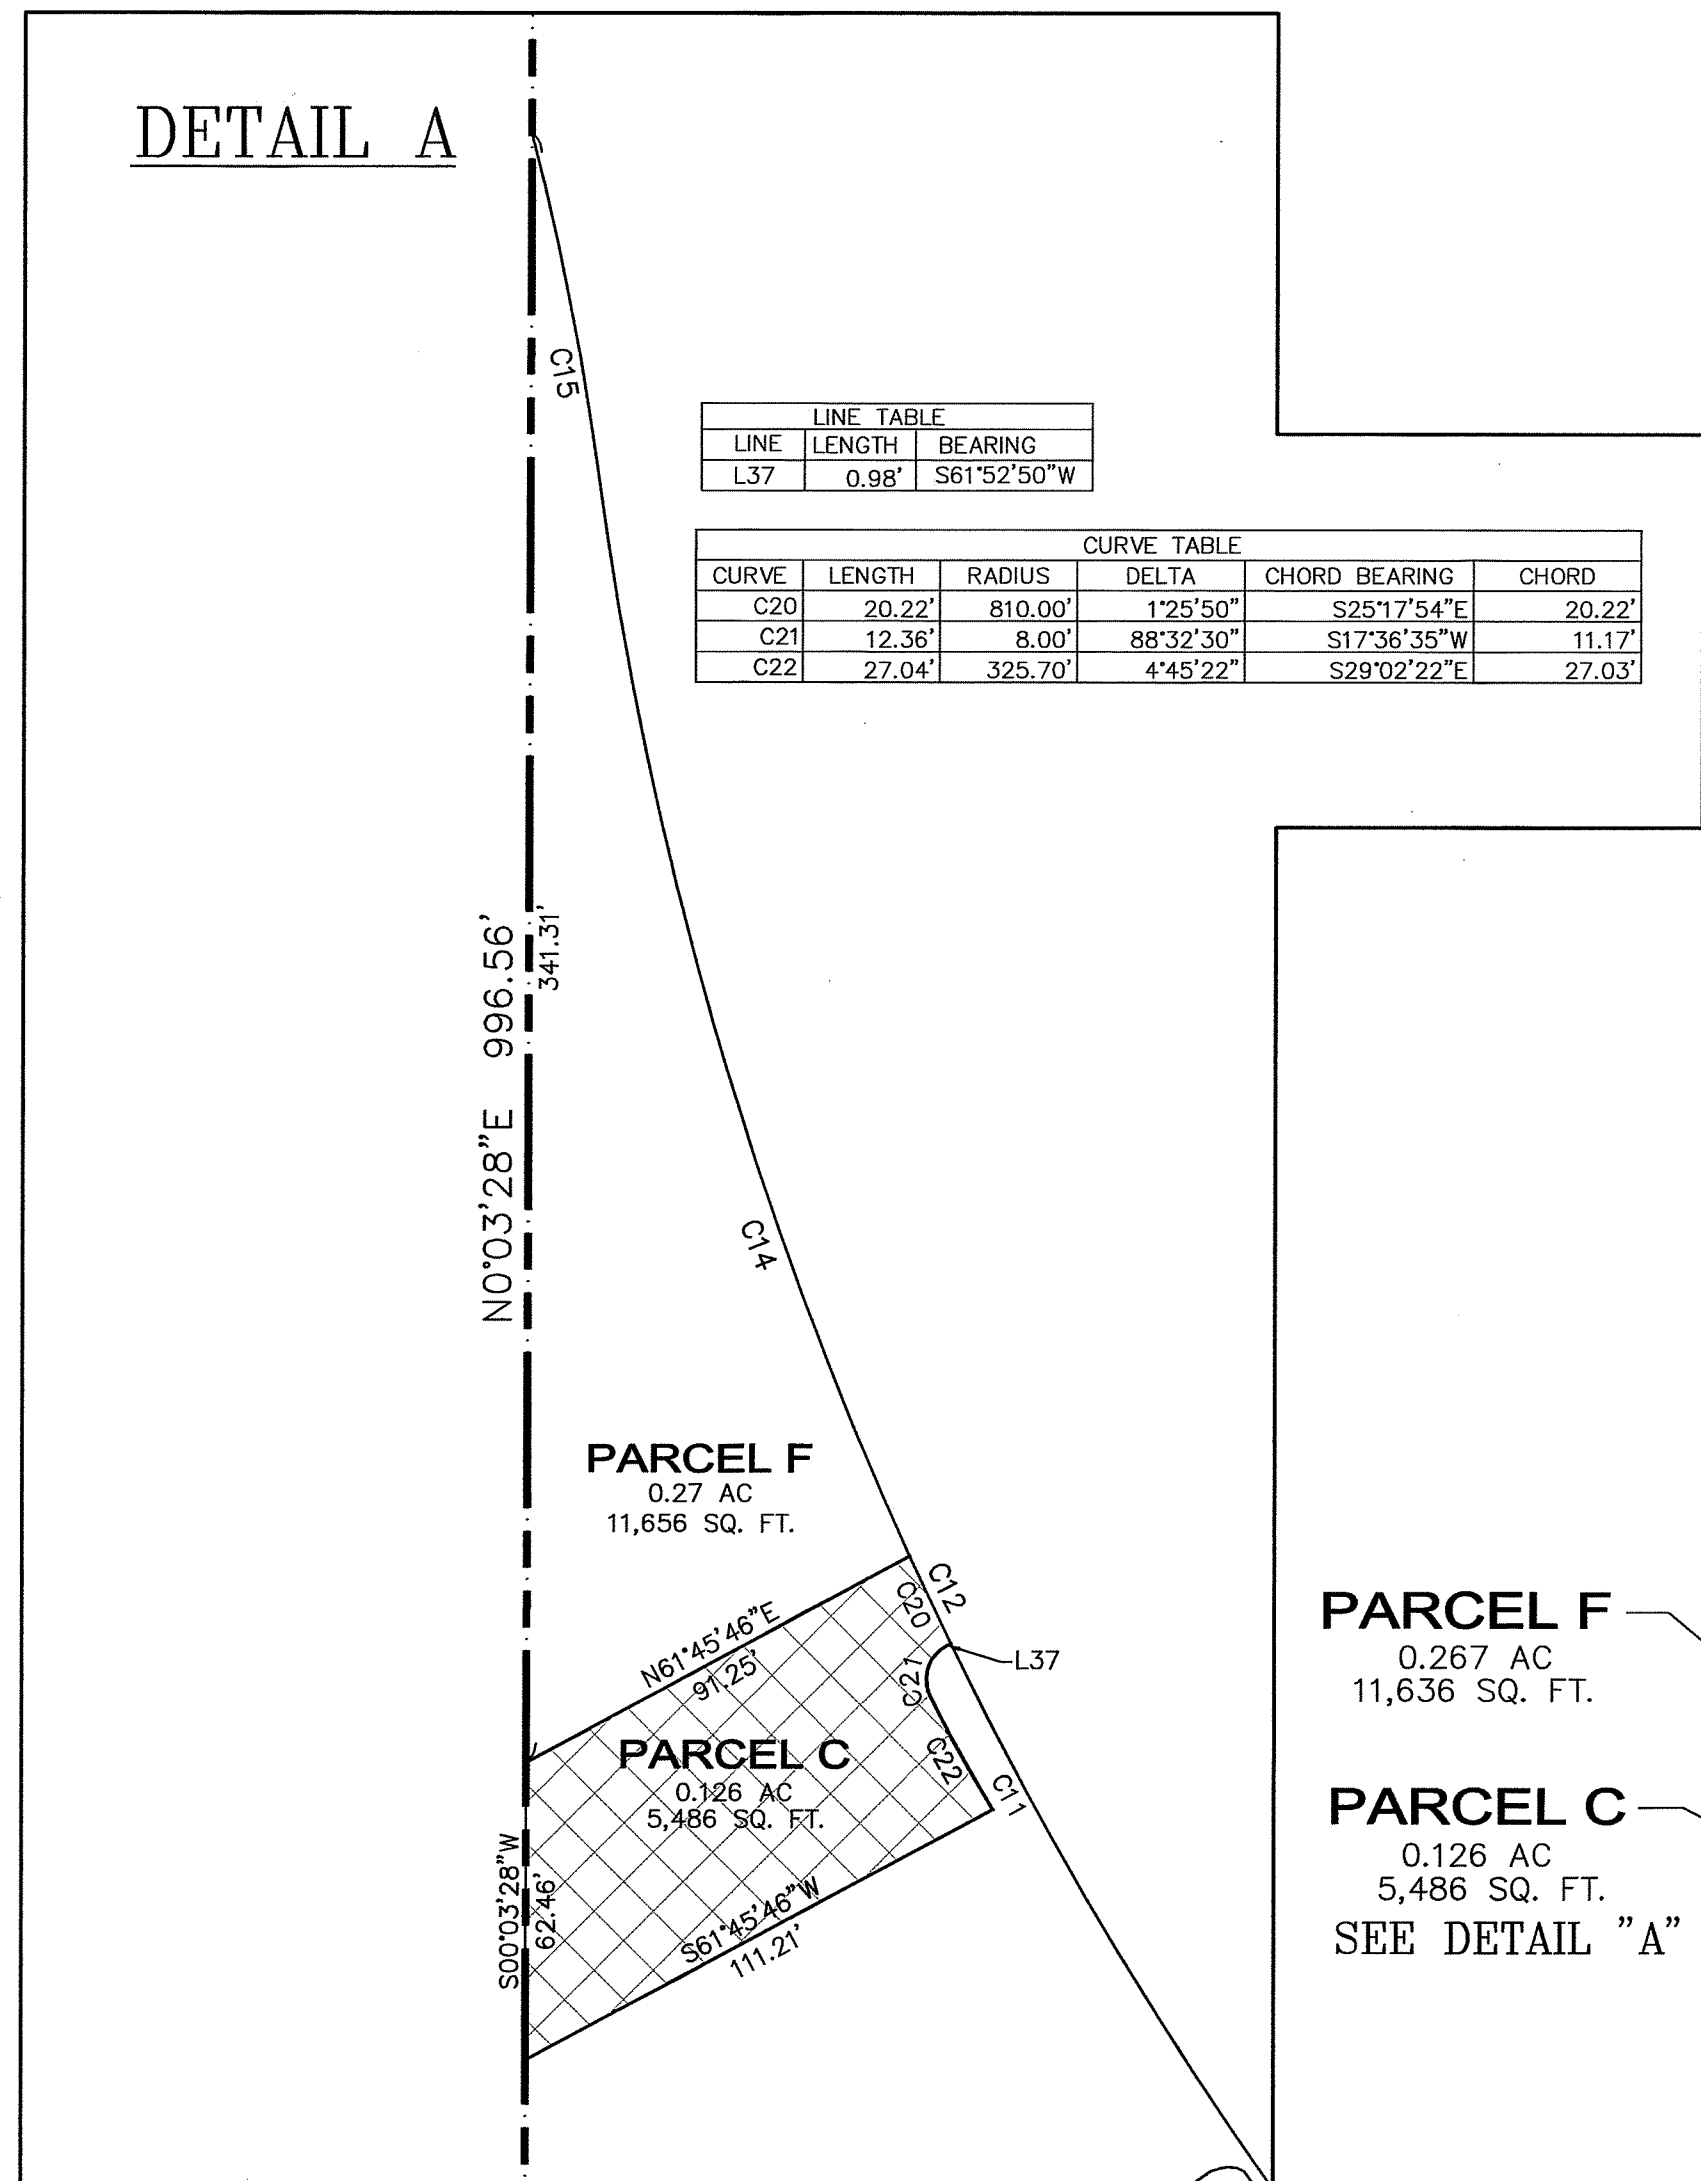 DETAIL A
C15
LINE TABLE
LINE LENGTH BEARING
L37 0.98' S61°52'50"W
CURVE TABLE
CURVE LENGTH RADIUS DELTA CHORD BEARING CHORD
C20 20.22' 810.00' 1°25'50" S25°17'54"E 20.22'
C21 12.36' 8.00' 88°32'30" S17°36'35"W 11.17'
C22 27.04' 325.70' 4°45'22" S29°02'22"E 27.03'
N0°03'28"E 996.56'
341.31'
C14
PARCEL F
0.27 AC
11,656 SQ. FT.
C12
C20
N61°45'46"E
91.25'
L37
C21
C22
C11
PARCEL C
0.126 AC
5,486 SQ. FT.
S00°03'28"W
62.46'
S61°45'46"W
111.21'
PARCEL F
0.267 AC
11,636 SQ. FT.
PARCEL C
0.126 AC
5,486 SQ. FT.
SEE DETAIL "A"